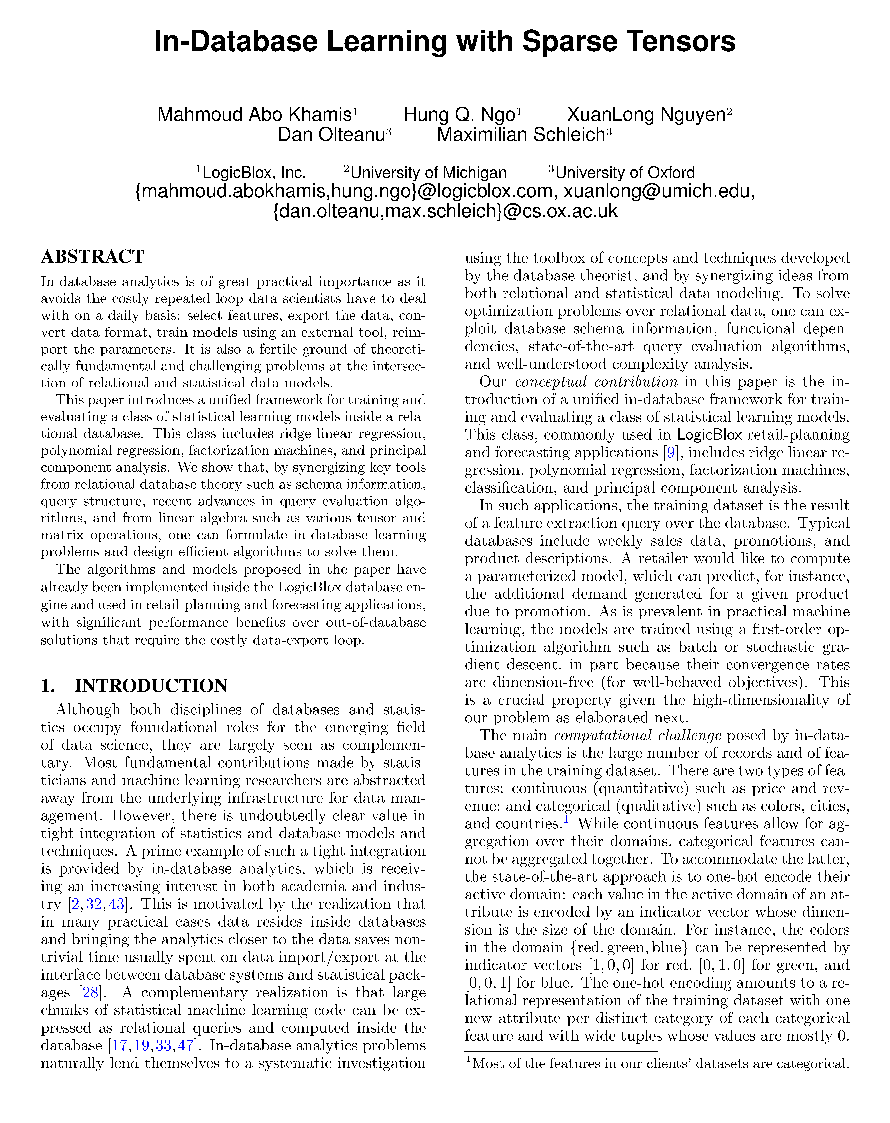 In-Database Learning with Sparse Tensors
Mahmoud Abo Khamis¹ Hung Q. Ngo¹ XuanLong Nguyen²
Dan Olteanu³ Maximilian Schleich³
¹LogicBlox, Inc. ²University of Michigan ³University of Oxford
{mahmoud.abokhamis,hung.ngo}@logicblox.com, xuanlong@umich.edu,
{dan.olteanu,max.schleich}@cs.ox.ac.uk
ABSTRACT
In-database analytics is of great practical importance as it
avoids the costly repeated loop data scientists have to deal
with on a daily basis: select features, export the data, con-
vert data format, train models using an external tool, reim-
port the parameters. It is also a fertile ground of theoreti-
cally fundamental and challenging problems at the intersec-
tion of relational and statistical data models.
This paper introduces a unified framework for training and
evaluating a class of statistical learning models inside a rela-
tional database. This class includes ridge linear regression,
polynomial regression, factorization machines, and principal
component analysis. We show that, by synergizing key tools
from relational database theory such as schema information,
query structure, recent advances in query evaluation algo-
rithms, and from linear algebra such as various tensor and
matrix operations, one can formulate in-database learning
problems and design efficient algorithms to solve them.
The algorithms and models proposed in the paper have
already been implemented inside the LogicBlox database en-
gine and used in retail-planning and forecasting applications,
with significant performance benefits over out-of-database
solutions that require the costly data-export loop.
1. INTRODUCTION
Although both disciplines of databases and statis-
tics occupy foundational roles for the emerging field
of data science, they are largely seen as complemen-
tary. Most fundamental contributions made by statis-
ticians and machine learning researchers are abstracted
away from the underlying infrastructure for data man-
agement. However, there is undoubtedly clear value in
tight integration of statistics and database models and
techniques. A prime example of such a tight integration
is provided by in-database analytics, which is receiv-
ing an increasing interest in both academia and indus-
try [2,32,43]. This is motivated by the realization that
in many practical cases data resides inside databases
and bringing the analytics closer to the data saves non-
trivial time usually spent on data import/export at the
interface between database systems and statistical pack-
ages [28]. A complementary realization is that large
chunks of statistical machine learning code can be ex-
pressed as relational queries and computed inside the
database [17,19,33,47]. In-database analytics problems
naturally lend themselves to a systematic investigation
using the toolbox of concepts and techniques developed
by the database theorist, and by synergizing ideas from
both relational and statistical data modeling. To solve
optimization problems over relational data, one can ex-
ploit database schema information, functional depen-
dencies, state-of-the-art query evaluation algorithms,
and well-understood complexity analysis.
Our conceptual contribution in this paper is the in-
troduction of a unified in-database framework for train-
ing and evaluating a class of statistical learning models.
This class, commonly used in LogicBlox retail-planning
and forecasting applications [9], includes ridge linear re-
gression, polynomial regression, factorization machines,
classification, and principal component analysis.
In such applications, the training dataset is the result
of a feature extraction query over the database. Typical
databases include weekly sales data, promotions, and
product descriptions. A retailer would like to compute
a parameterized model, which can predict, for instance,
the additional demand generated for a given product
due to promotion. As is prevalent in practical machine
learning, the models are trained using a first-order op-
timization algorithm such as batch or stochastic gra-
dient descent, in part because their convergence rates
are dimension-free (for well-behaved objectives). This
is a crucial property given the high-dimensionality of
our problem as elaborated next.
The main computational challenge posed by in-data-
base analytics is the large number of records and of fea-
tures in the training dataset. There are two types of fea-
tures: continuous (quantitative) such as price and rev-
enue; and categorical (qualitative) such as colors, cities,
and countries.¹ While continuous features allow for ag-
gregation over their domains, categorical features can-
not be aggregated together. To accommodate the latter,
the state-of-the-art approach is to one-hot encode their
active domain: each value in the active domain of an at-
tribute is encoded by an indicator vector whose dimen-
sion is the size of the domain. For instance, the colors
in the domain {red, green, blue} can be represented by
indicator vectors [1, 0, 0] for red, [0, 1, 0] for green, and
[0, 0, 1] for blue. The one-hot encoding amounts to a re-
lational representation of the training dataset with one
new attribute per distinct category of each categorical
feature and with wide tuples whose values are mostly 0.
¹Most of the features in our clients' datasets are categorical.